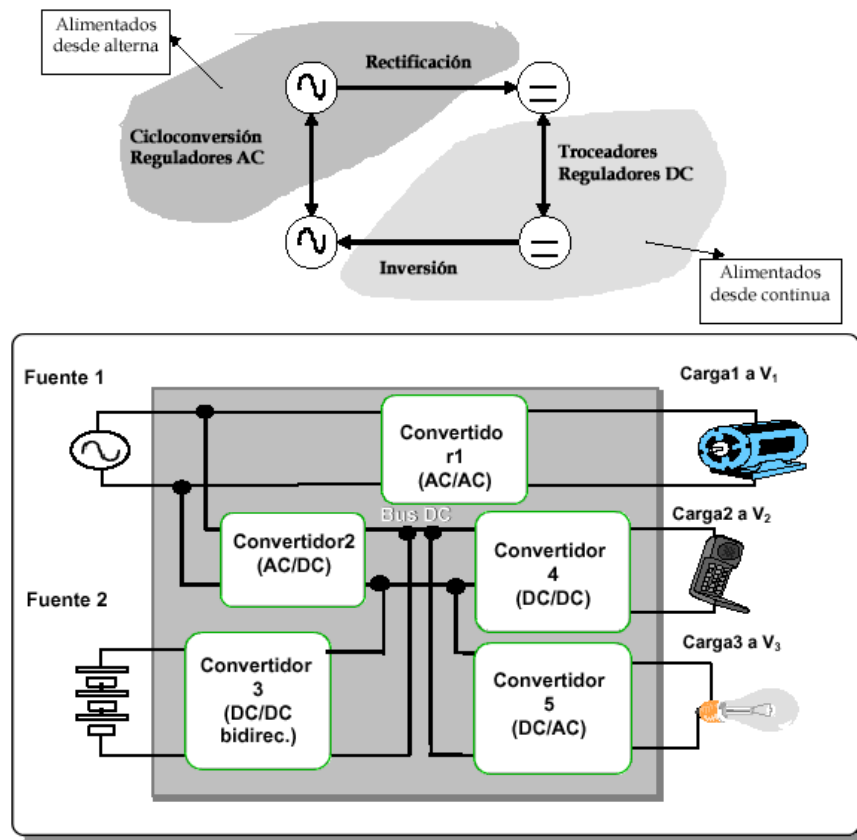 Alimentados
desde alterna
Rectificación
Cicloconversión
Reguladores AC
Troceadores
Reguladores DC
Inversión
Alimentados
desde continua
Fuente 1
Carga1 a V₁
Convertido
r1
(AC/AC)
Bus DC
Carga2 a V₂
Convertidor2
(AC/DC)
Convertidor
4
(DC/DC)
Fuente 2
Carga3 a V₃
Convertidor
3
(DC/DC
bidirec.)
Convertidor
5
(DC/AC)